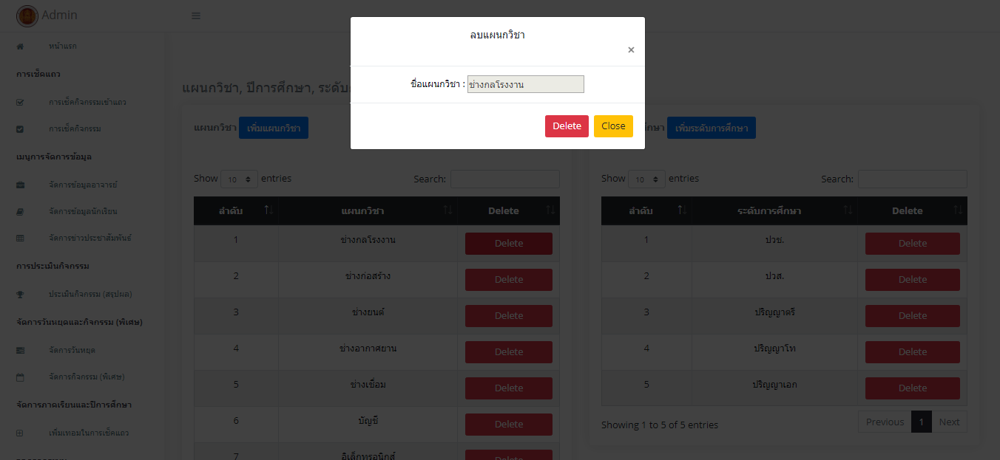 Admin
หน้าแรก
การเช็คแถว
การเช็คกิจกรรมเข้าแถว
การเช็คกิจกรรม
เมนูการจัดการข้อมูล
จัดการข้อมูลอาจารย์
จัดการข้อมูลนักเรียน
จัดการข่าวประชาสัมพันธ์
การประเมินกิจกรรม
ประเมินกิจกรรม (สรุปผล)
จัดการวันหยุดและกิจกรรม (พิเศษ)
จัดการวันหยุด
จัดการกิจกรรม (พิเศษ)
จัดการภาคเรียนและปีการศึกษา
เพิ่มเทอมในการเช็คแถว
ลบแผนกวิชา
×
ชื่อแผนกวิชา : ช่างกลโรงงาน
Delete Close
แผนกวิชา, ปีการศึกษา,
แผนกวิชา เพิ่มแผนกวิชา
Show 10 entries Search:
ลำดับ แผนกวิชา Delete
1 ช่างกลโรงงาน Delete
2 ช่างก่อสร้าง Delete
3 ช่างยนต์ Delete
4 ช่างอากาศยาน Delete
5 ช่างเชื่อม Delete
6 บัญชี Delete
7 อิเล็กทรอนิกส์ Delete
เพิ่มระดับการศึกษา
Show 10 entries Search:
ลำดับ ระดับการศึกษา Delete
1 ปวช. Delete
2 ปวส. Delete
3 ปริญญาตรี Delete
4 ปริญญาโท Delete
5 ปริญญาเอก Delete
Showing 1 to 5 of 5 entries Previous 1 Next